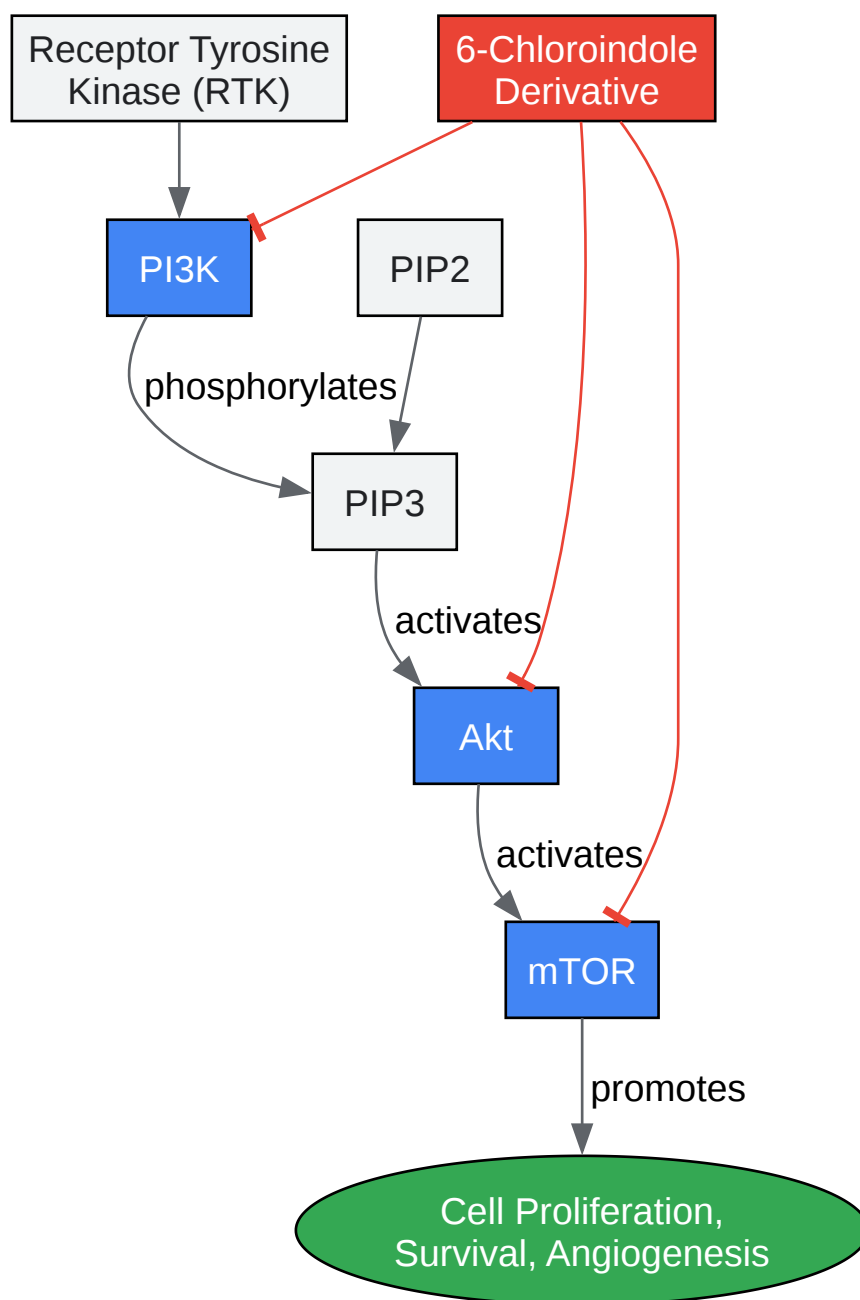 Receptor Tyrosine
Kinase (RTK)
6-Chloroindole
Derivative
PI3K
PIP2
phosphorylates
PIP3
activates
Akt
activates
mTOR
promotes
Cell Proliferation,
Survival, Angiogenesis